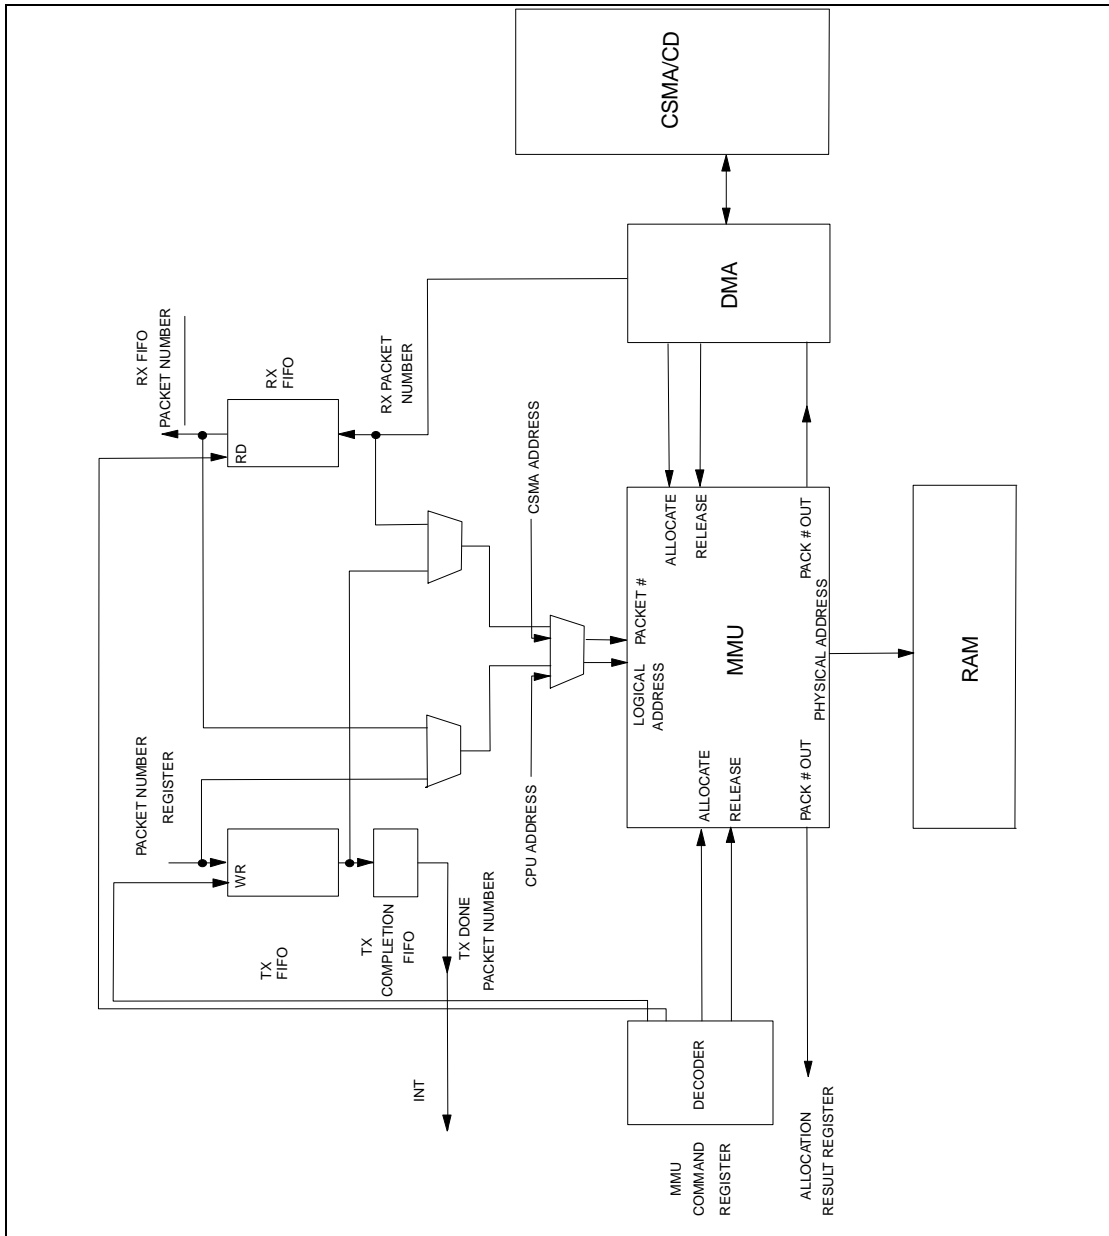 CSMA/CD
DMA
RX FIFO
PACKET NUMBER
RX
FIFO
RD
RX PACKET
NUMBER
CSMA ADDRESS
ALLOCATE
RELEASE
PACK # OUT
PACKET #
LOGICAL
ADDRESS
MMU
PHYSICAL ADDRESS
RAM
PACKET NUMBER
REGISTER
WR
TX
FIFO
TX
COMPLETION
FIFO
TX DONE
PACKET NUMBER
CPU ADDRESS
ALLOCATE
RELEASE
PACK # OUT
INT
DECODER
MMU
COMMAND
REGISTER
ALLOCATION
RESULT REGISTER